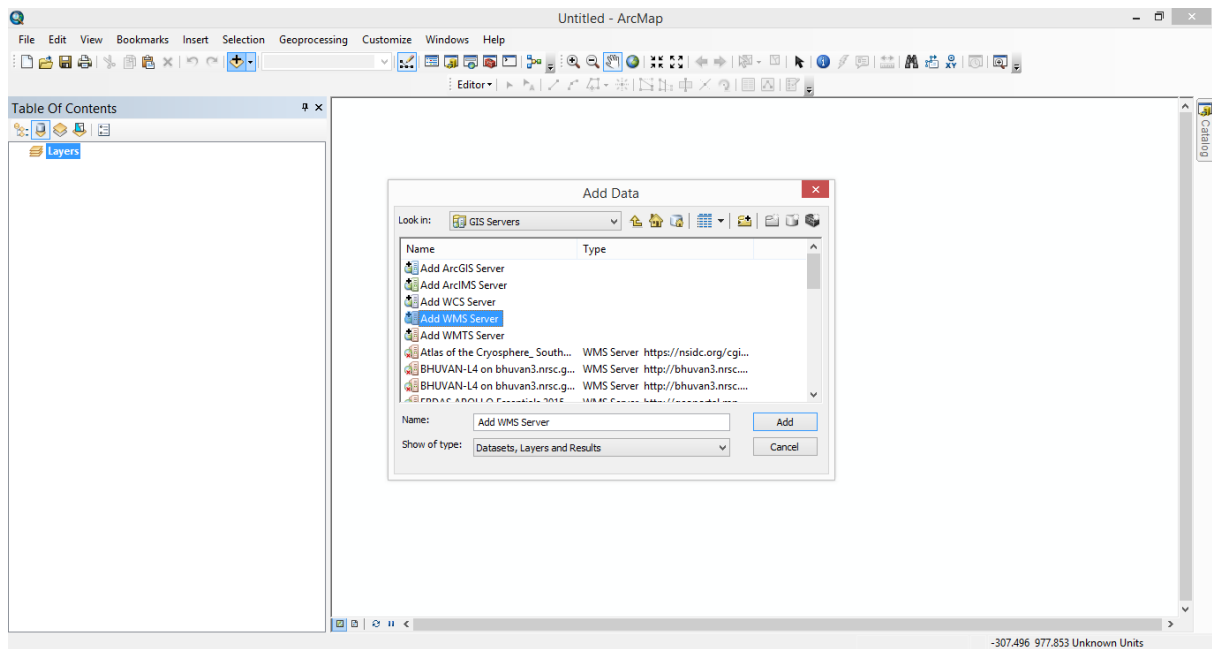 Untitled - ArcMap
File Edit View Bookmarks Insert Selection Geoprocessing Customize Windows Help
Editor
Table Of Contents
Layers
Catalog
Add Data
Look in: GIS Servers
Name Type
Add ArcGIS Server
Add ArcIMS Server
Add WCS Server
Add WMS Server
Add WMTS Server
Atlas of the Cryosphere_ South... WMS Server https://nsidc.org/cgi...
BHUVAN-L4 on bhuvan3.nrsc.g... WMS Server http://bhuvan3.nrsc....
BHUVAN-L4 on bhuvan3.nrsc.g... WMS Server http://bhuvan3.nrsc....
Name: Add WMS Server Add
Show of type: Datasets, Layers and Results Cancel
-307.496 977.853 Unknown Units